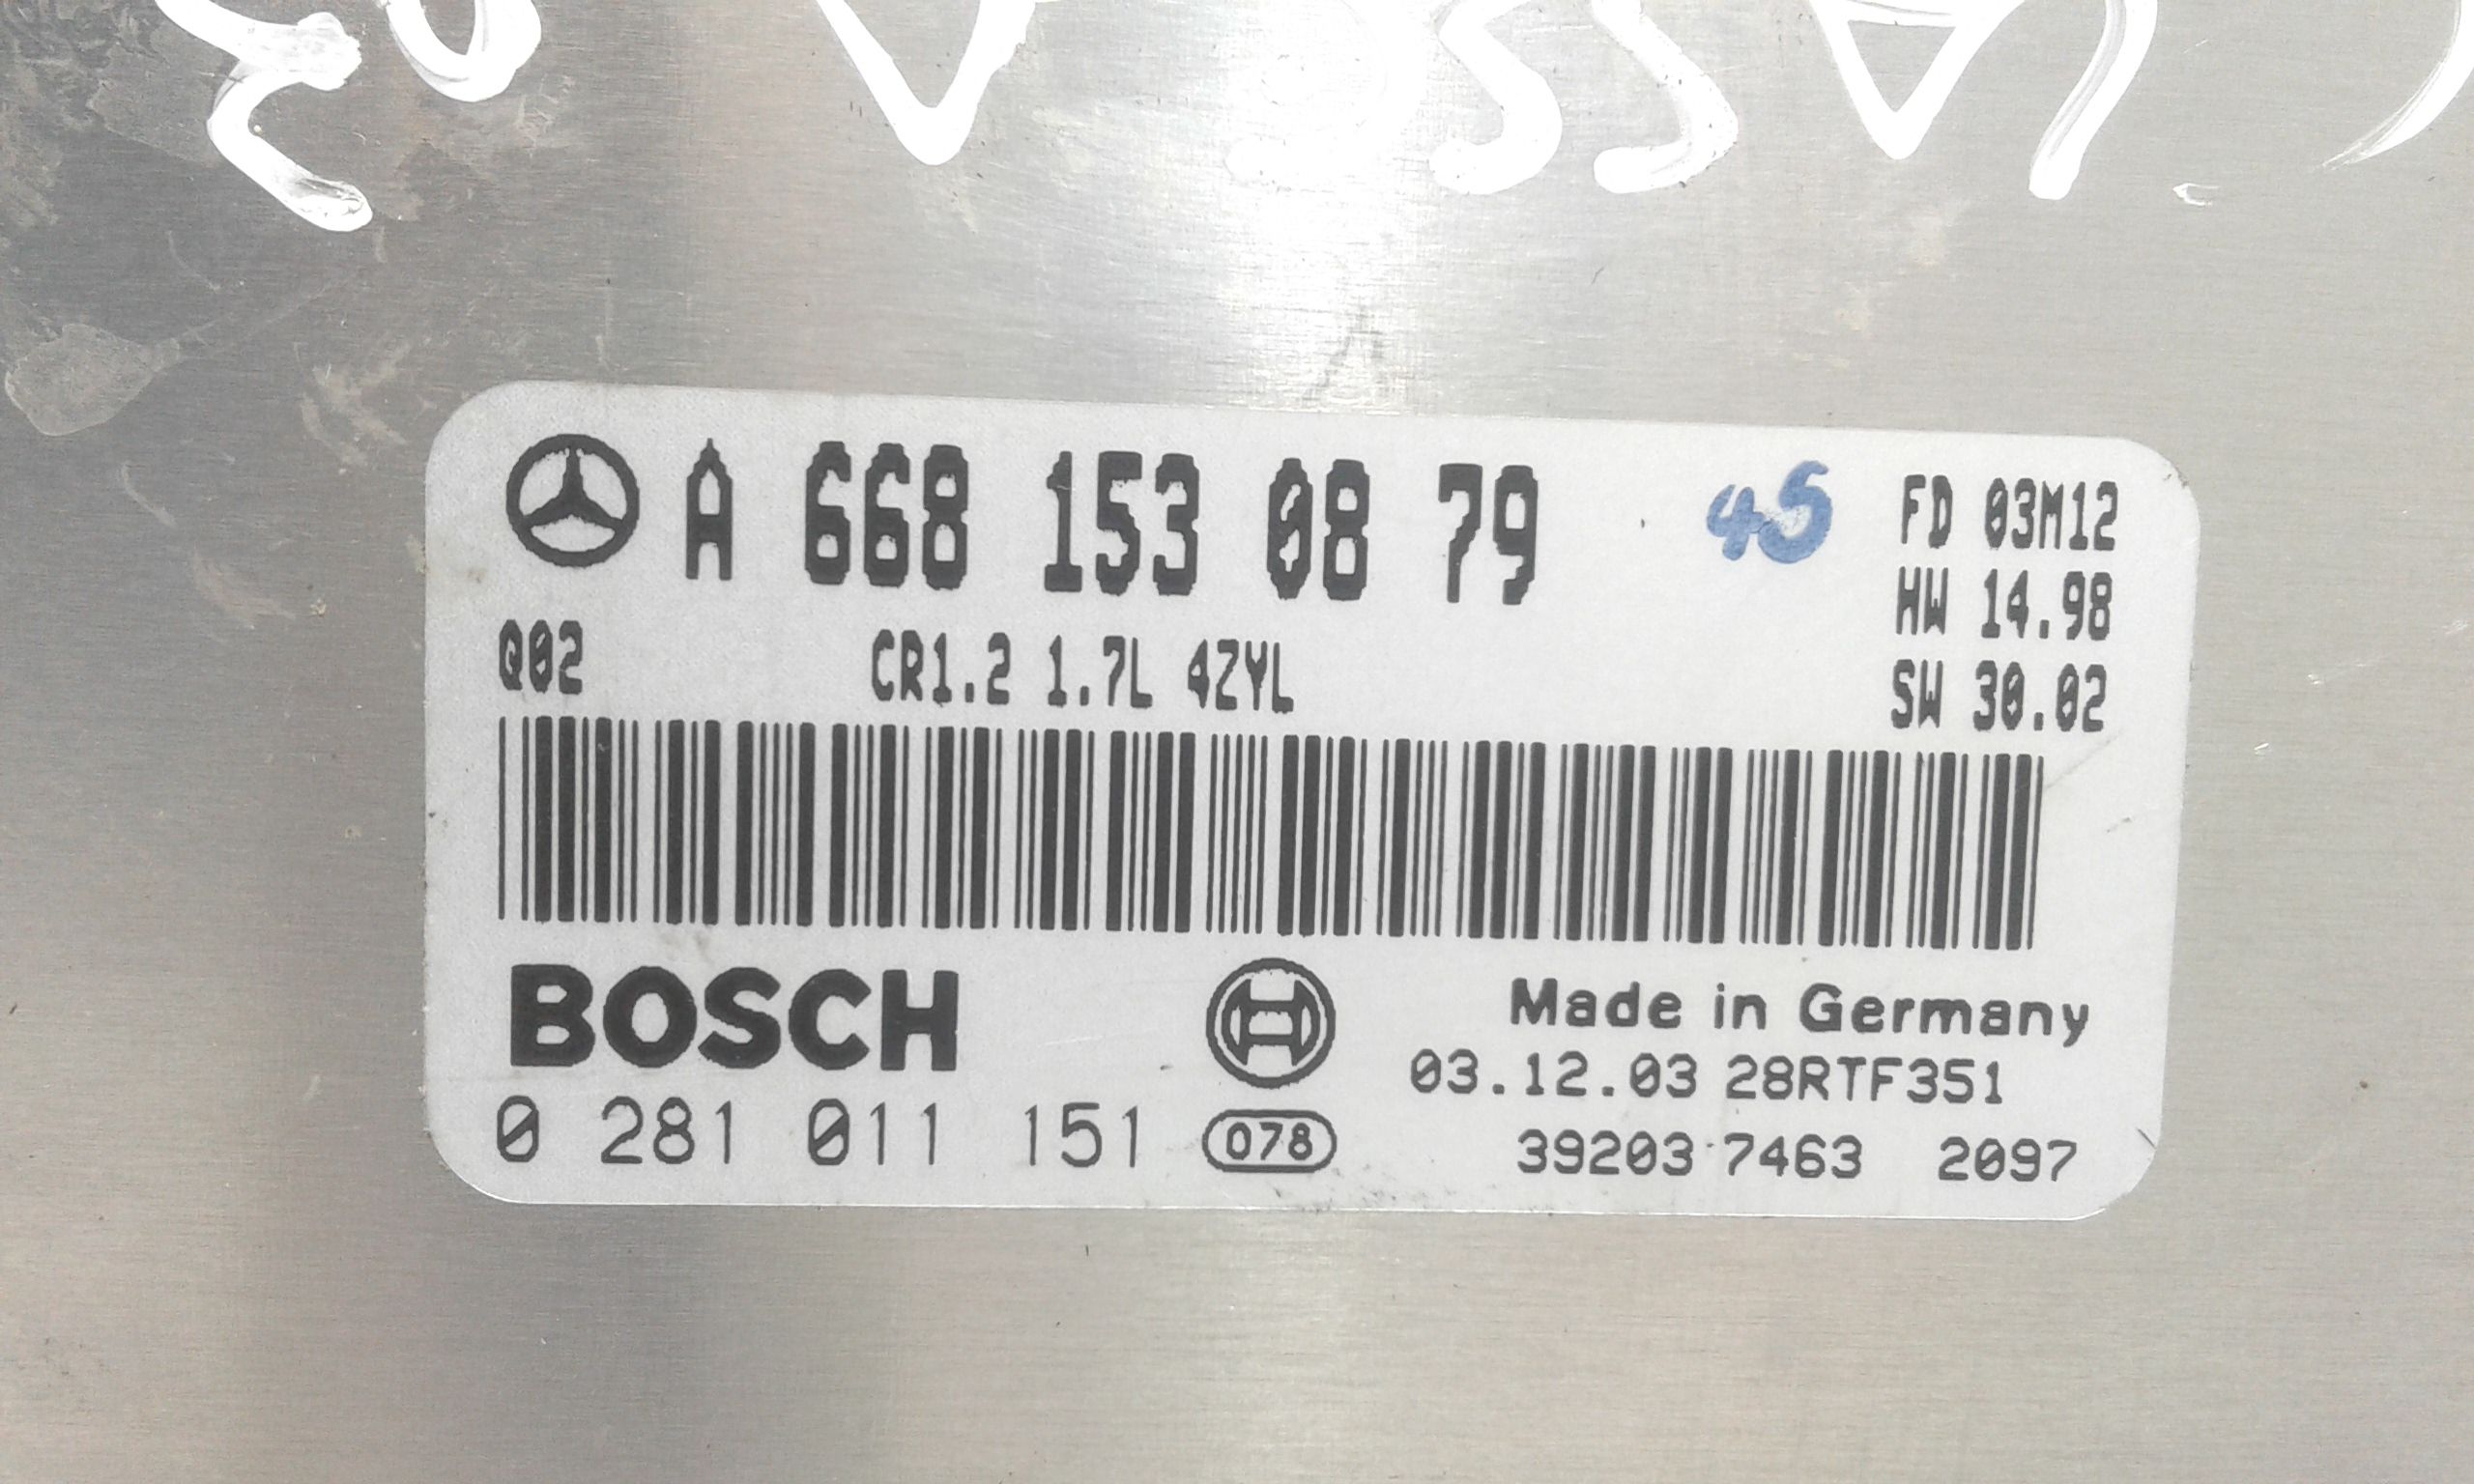 A 668 153 08 79
45
FD 03M12
HW 14.98
Q02 CR1.2 1.7L 4ZYL
SW 30.02
BOSCH
Made in Germany
03.12.03 28RTF351
0 281 011 151 078
39203 7463 2097